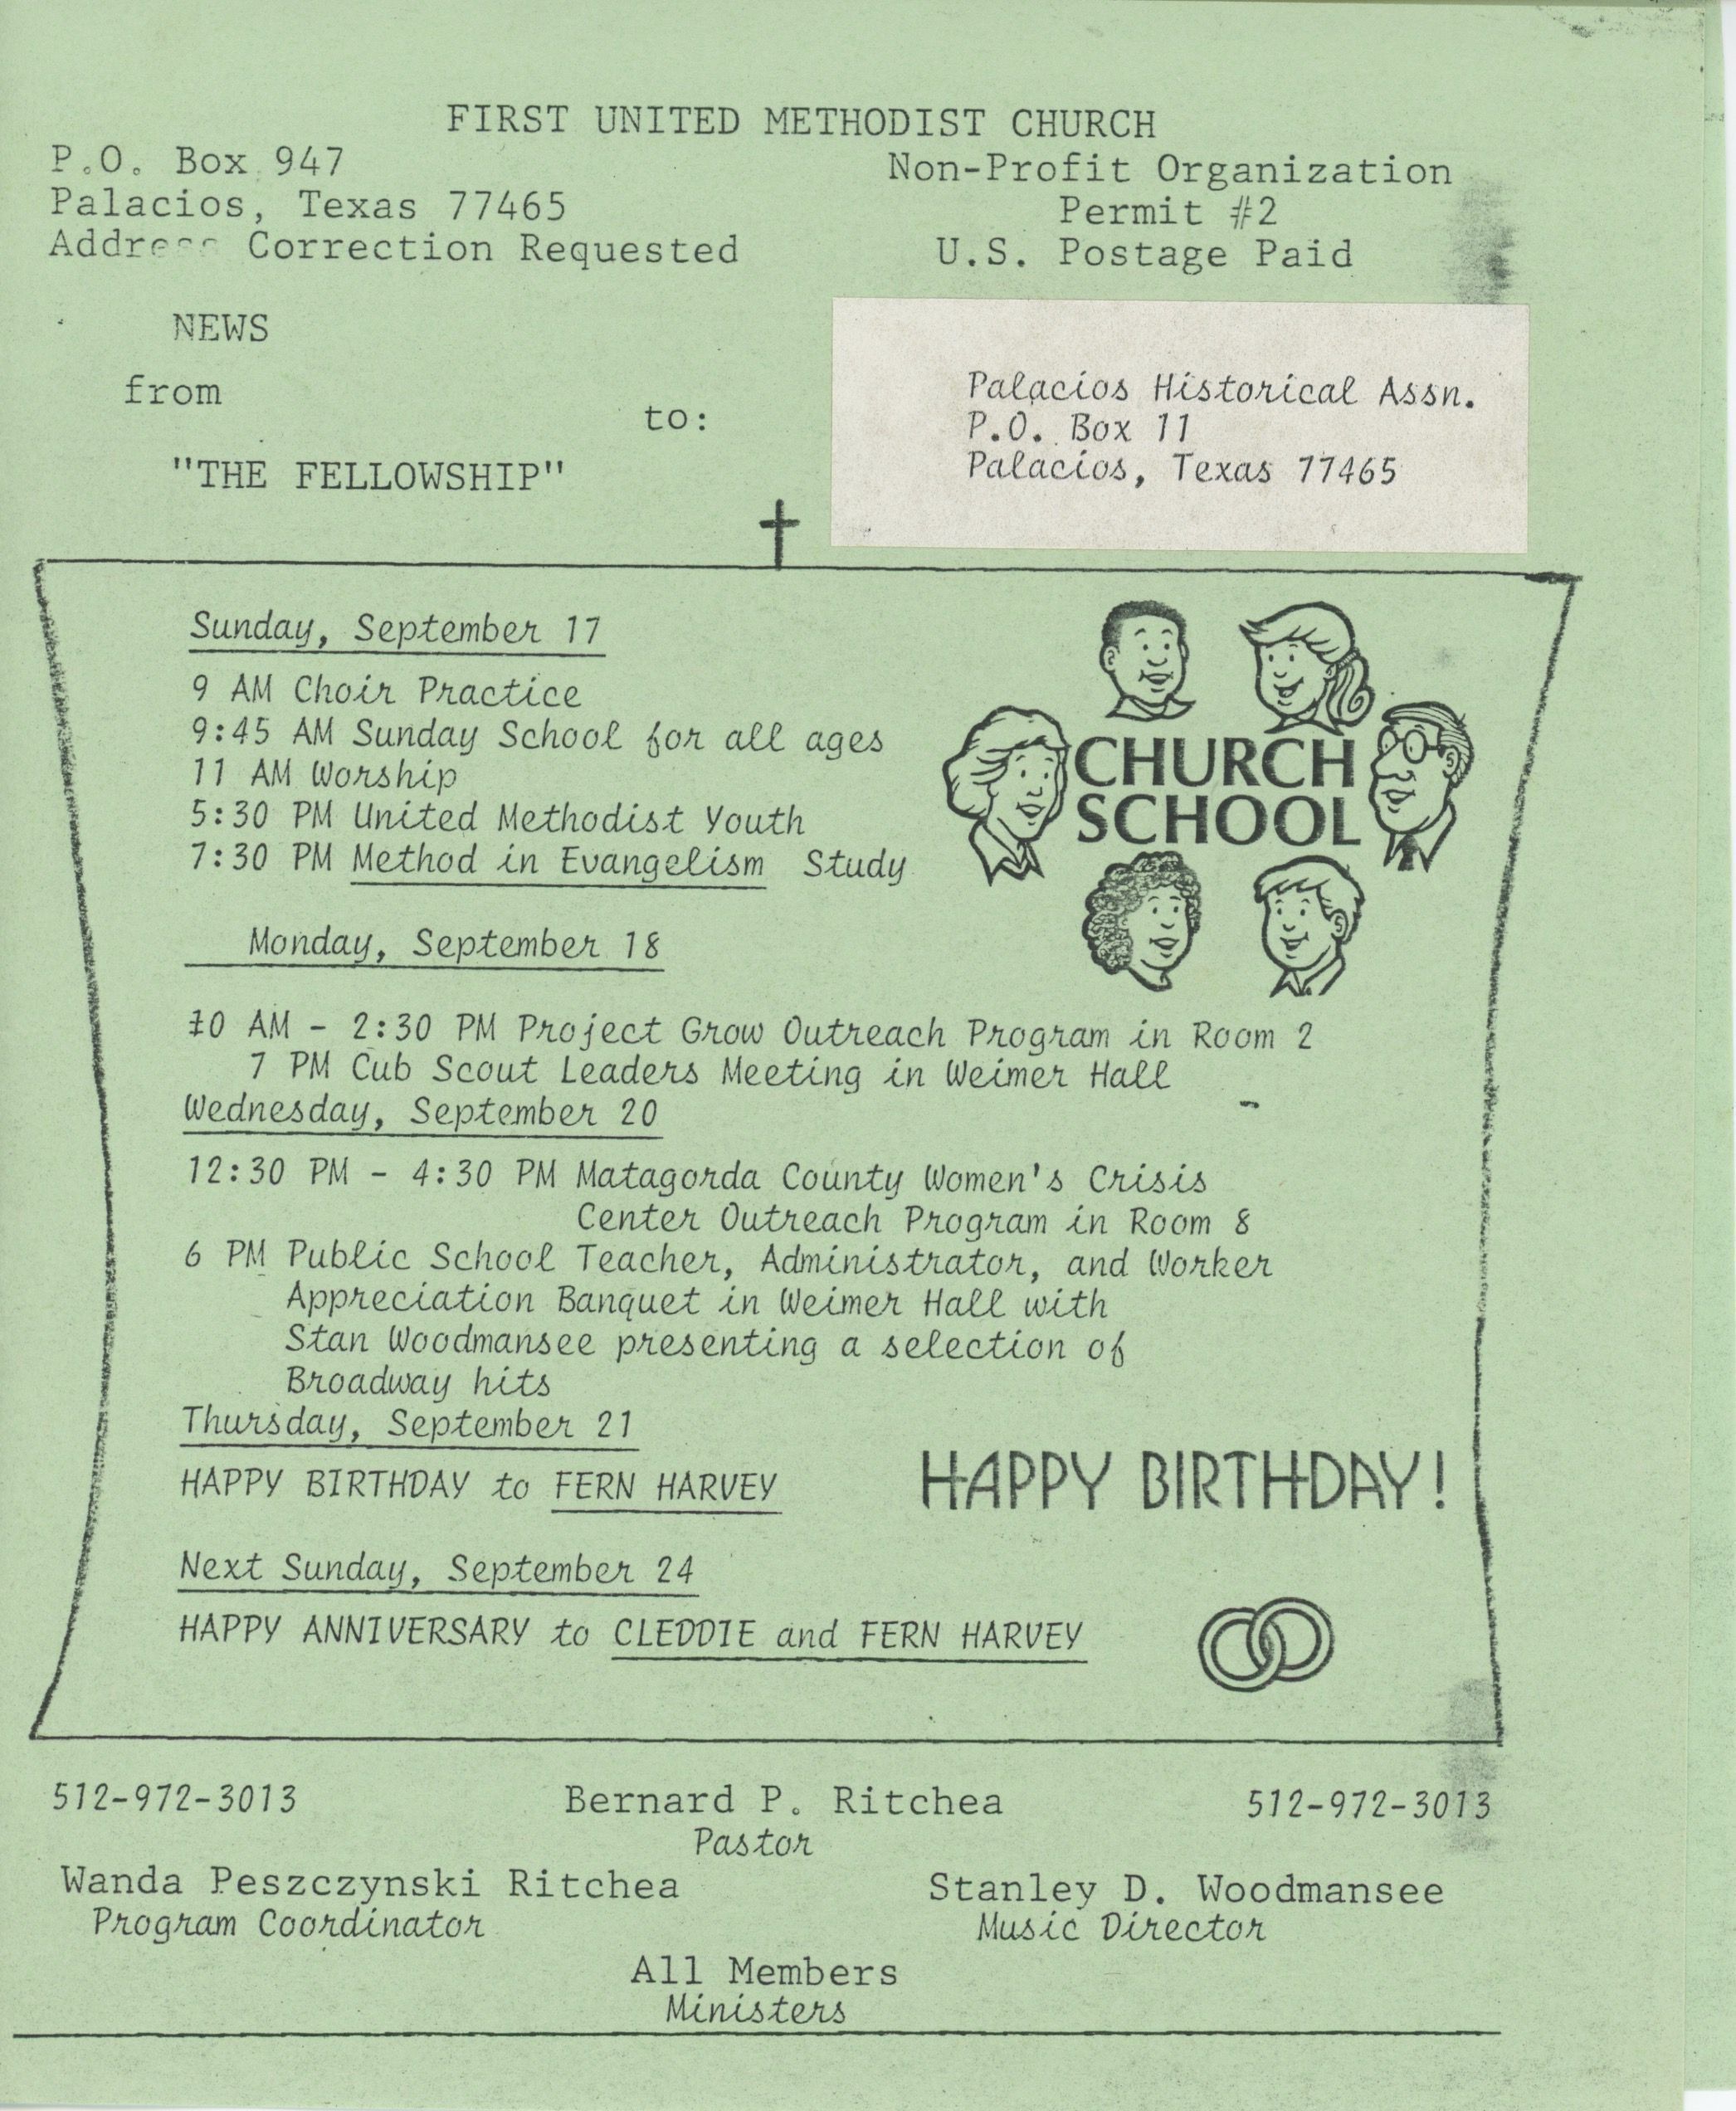 FIRST UNITED METHODIST CHURCH
P.O. Box 947
Palacios, Texas 77465
Address Correction Requested
Non-Profit Organization
Permit #2
U.S. Postage Paid
NEWS
from
"THE FELLOWSHIP"
to:
Palacios Historical Assn.
P.O. Box 11
Palacios, Texas 77465
Sunday, September 17
9 AM Choir Practice
9:45 AM Sunday School for all ages
11 AM Worship
5:30 PM United Methodist Youth
7:30 PM Method in Evangelism Study
CHURCH
SCHOOL
Monday, September 18
10 AM - 2:30 PM Project Grow Outreach Program in Room 2
7 PM Cub Scout Leaders Meeting in Weimer Hall
Wednesday, September 20
12:30 PM - 4:30 PM Matagorda County Women's Crisis
Center Outreach Program in Room 8
6 PM Public School Teacher, Administrator, and Worker
Appreciation Banquet in Weimer Hall with
Stan Woodmansee presenting a selection of
Broadway hits
Thursday, September 21
HAPPY BIRTHDAY to FERN HARVEY
HAPPY BIRTHDAY!
Next Sunday, September 24
HAPPY ANNIVERSARY to CLEDDIE and FERN HARVEY
512-972-3013
Bernard P. Ritchea
Pastor
512-972-3013
Wanda Peszczynski Ritchea
Program Coordinator
Stanley D. Woodmansee
Music Director
All Members
Ministers